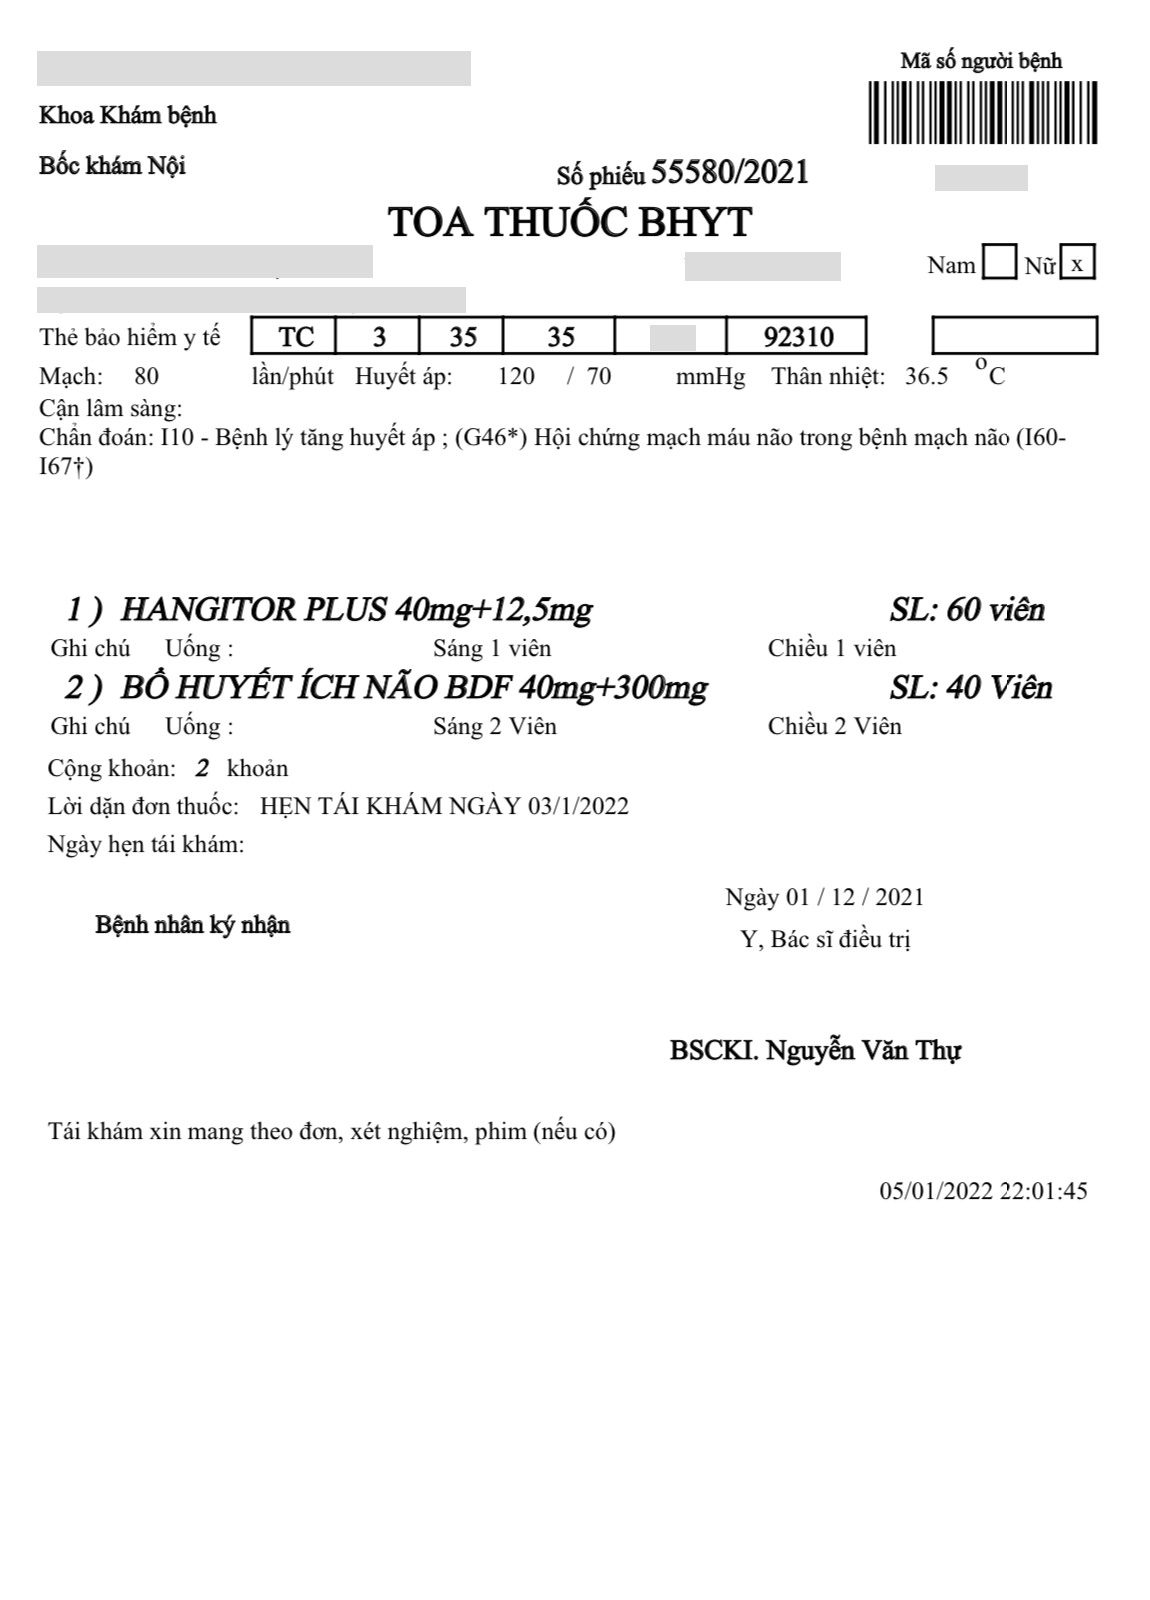 Mã số người bệnh
Khoa Khám bệnh
Bốc khám Nội
Số phiếu 55580/2021
TOA THUỐC BHYT
Nam Nữ x
Thẻ bảo hiểm y tế TC 3 35 35 92310
Mạch: 80 lần/phút Huyết áp: 120 / 70 mmHg Thân nhiệt: 36.5 °C
Cận lâm sàng:
Chẩn đoán: I10 - Bệnh lý tăng huyết áp ; (G46*) Hội chứng mạch máu não trong bệnh mạch não (I60-
I67†)
1 ) HANGITOR PLUS 40mg+12,5mg SL: 60 viên
Ghi chú Uống : Sáng 1 viên Chiều 1 viên
2 ) BỔ HUYẾT ÍCH NÃO BDF 40mg+300mg SL: 40 Viên
Ghi chú Uống : Sáng 2 Viên Chiều 2 Viên
Cộng khoản: 2 khoản
Lời dặn đơn thuốc: HẸN TÁI KHÁM NGÀY 03/1/2022
Ngày hẹn tái khám:
Ngày 01 / 12 / 2021
Bệnh nhân ký nhận
Y, Bác sĩ điều trị
BSCKI. Nguyễn Văn Thự
Tái khám xin mang theo đơn, xét nghiệm, phim (nếu có)
05/01/2022 22:01:45